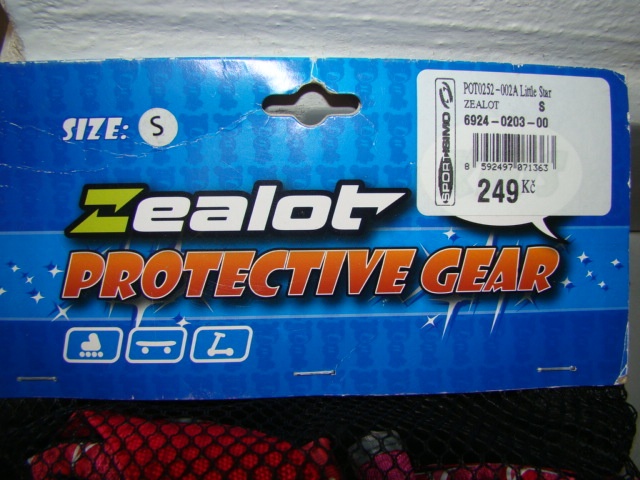 SIZE: S
POT0252-002A Little Star
ZEALOT S
6924-0203-00
SPORTISIMO
8 592497 071363
249 Kč
Zealot
PROTECTIVE GEAR